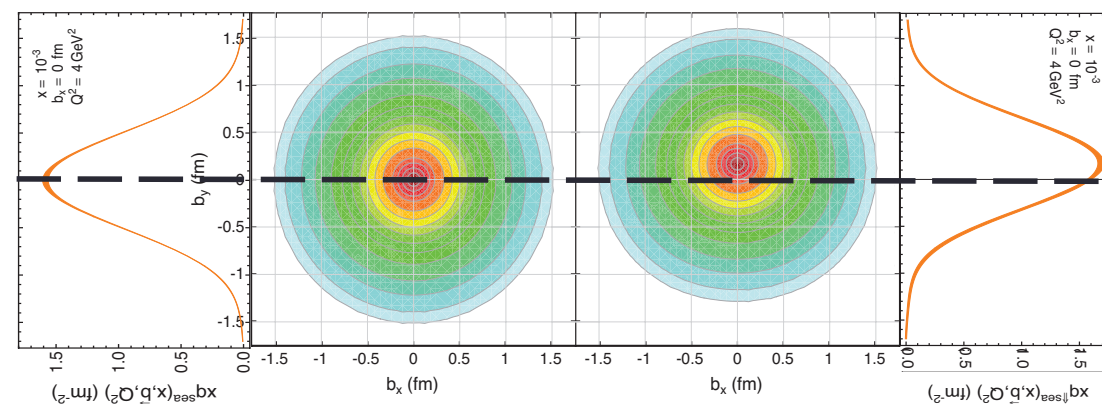 x = 10⁻³
bₓ = 0 fm
Q² = 4 GeV²
0.0
0.5
1.0
1.5
xq^sea(x,b⃗,Q²) (fm⁻²)
b_y (fm)
1.5
1
0.5
0
-0.5
-1
-1.5
-1.5 -1 -0.5 0 0.5 1 1.5
bₓ (fm)
-1.5 -1 -0.5 0 0.5 1 1.5
bₓ (fm)
x = 10⁻³
bₓ = 0 fm
Q² = 4 GeV²
0.0
0.5
1.0
1.5
xq^⇑sea(x,b⃗,Q²) (fm⁻²)